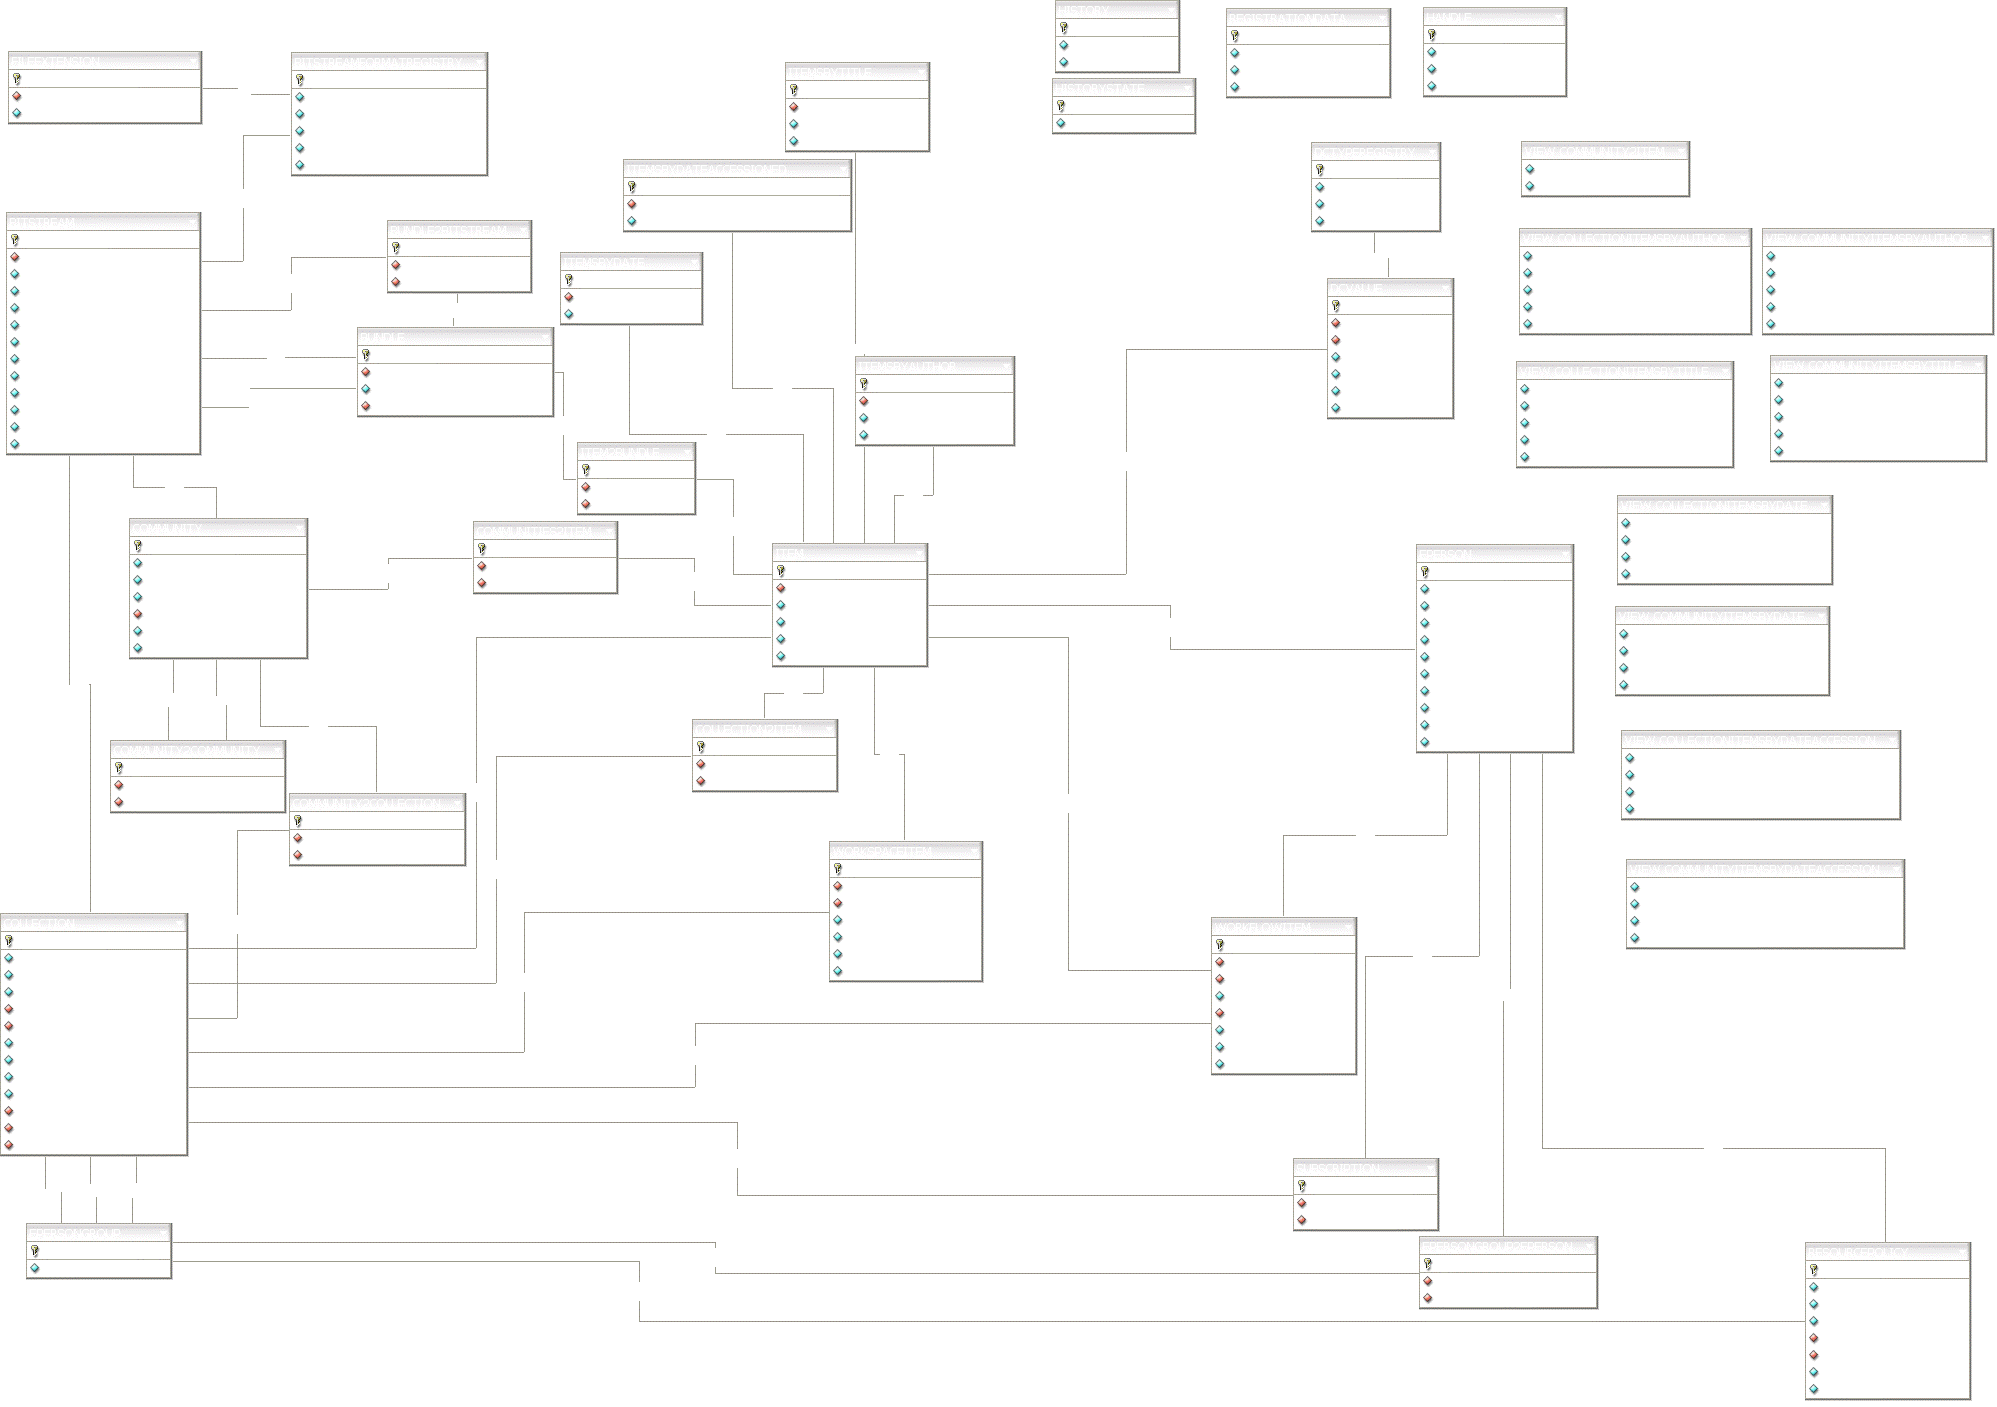 HISTORY
REGISTRATIONDATA
HANDLE
FILEEXTENSION
BITSTREAMFORMATREGISTRY
ITEMSBYTITLE
HISTORYSTATE
DCTYPEREGISTRY
VIEW_COMMUNITY2ITEM
ITEMSBYDATEACCESSIONED
BITSTREAM
BUNDLE2BITSTREAM
VIEW_COLLECTIONITEMSBYAUTHOR
VIEW_COMMUNITYITEMSBYAUTHOR
ITEMSBYDATE
DCVALUE
BUNDLE
ITEMSBYAUTHOR
VIEW_COLLECTIONITEMSBYTITLE
VIEW_COMMUNITYITEMSBYTITLE
ITEM2BUNDLE
VIEW_COLLECTIONITEMSBYDATE
COMMUNITY
COMMUNITIES2ITEM
ITEM
EPERSON
VIEW_COMMUNITYITEMSBYDATE
COLLECTION2ITEM
VIEW_COLLECTIONITEMSBYDATEACCESSION
COMMUNITY2COMMUNITY
COMMUNITY2COLLECTION
WORKSPACEITEM
VIEW_COMMUNITYITEMSBYDATEACCESSION
COLLECTION
WORKFLOWITEM
SUBSCRIPTION
EPERSONGROUP
EPERSONGROUP2EPERSON
RESOURCEPOLICY